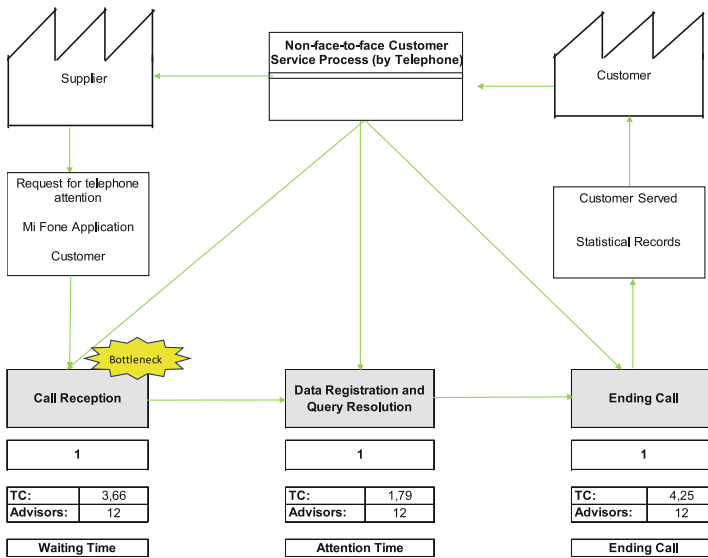 Non-face-to-face Customer
Service Process (by Telephone)
Supplier
Customer
Request for telephone
attention
Mi Fone Application
Customer
Customer Served
Statistical Records
Bottleneck
Call Reception
Data Registration and
Query Resolution
Ending Call
1
1
1
TC: 3,66
Advisors: 12
TC: 1,79
Advisors: 12
TC: 4,25
Advisors: 12
Waiting Time
Attention Time
Ending Call